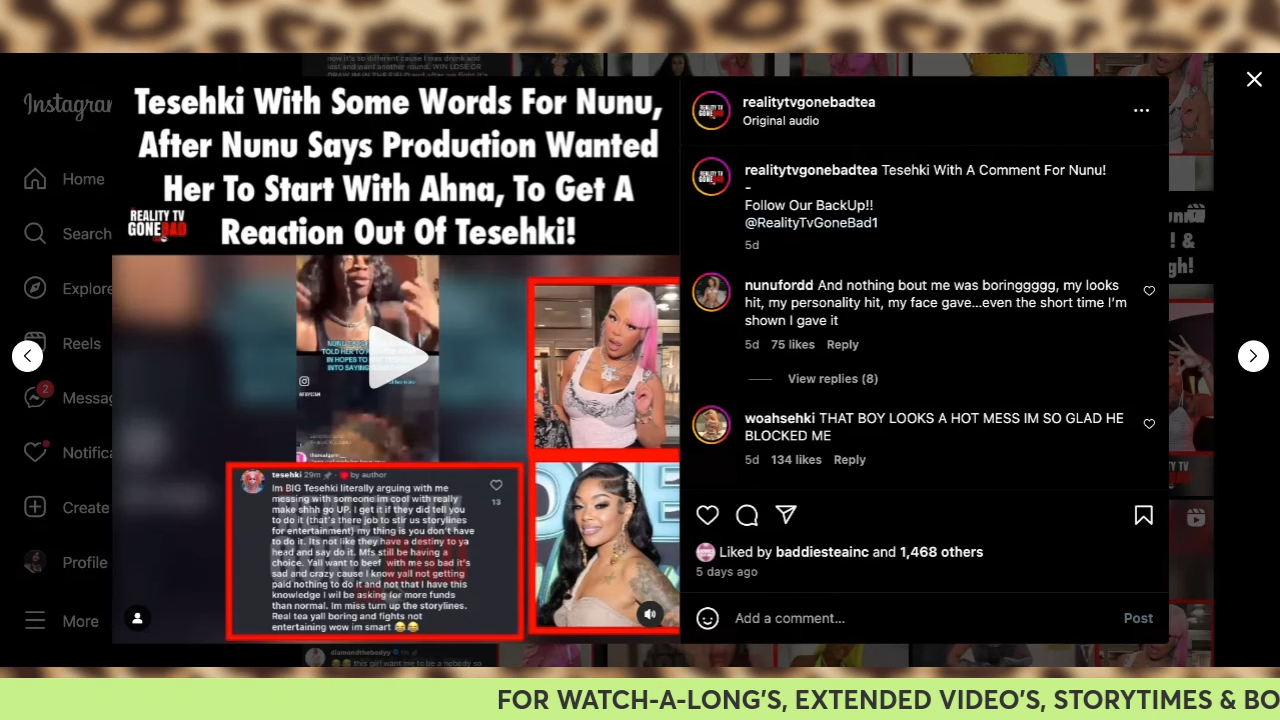 Instagram
Home
Search
Explore
Reels
2
Messag
Notifica
Create
Profile
More
Tesehki With Some Words For Nunu,
After Nunu Says Production Wanted
Her To Start With Ahna, To Get A
Reaction Out Of Tesehki!
REALITY TV
GONE BAD
tesehki 29m by author
Im BIG Tesehki literally arguing with me
messing with someone im cool with really
make shhh go UP. I get it if they did tell you
to do it (that's there job to stir us storylines
for entertainment) my thing is you don't have
to do it. Its not like they have a destiny to ya
head and say do it. Mfs still be having a
choice. Yall want to beef with me so bad it's
sad and crazy cause I know yall not getting
paid nothing to do it and not that I have this
knowledge I wil be asking for more funds
than normal. Im miss turn up the storylines.
Real tea yall boring and fights not
entertaining wow im smart 😂😂
13
realitytvgonebadtea
Original audio
realitytvgonebadtea Tesehki With A Comment For Nunu!
-
Follow Our BackUp!!
@RealityTvGoneBad1
5d
nunufordd And nothing bout me was boringgggg, my looks
hit, my personality hit, my face gave...even the short time I'm
shown I gave it
5d 75 likes Reply
View replies (8)
woahsehki THAT BOY LOOKS A HOT MESS IM SO GLAD HE
BLOCKED ME
5d 134 likes Reply
Liked by baddiesteainc and 1,468 others
5 days ago
Add a comment...
Post
FOR WATCH-A-LONG'S, EXTENDED VIDEO'S, STORYTIMES & BO